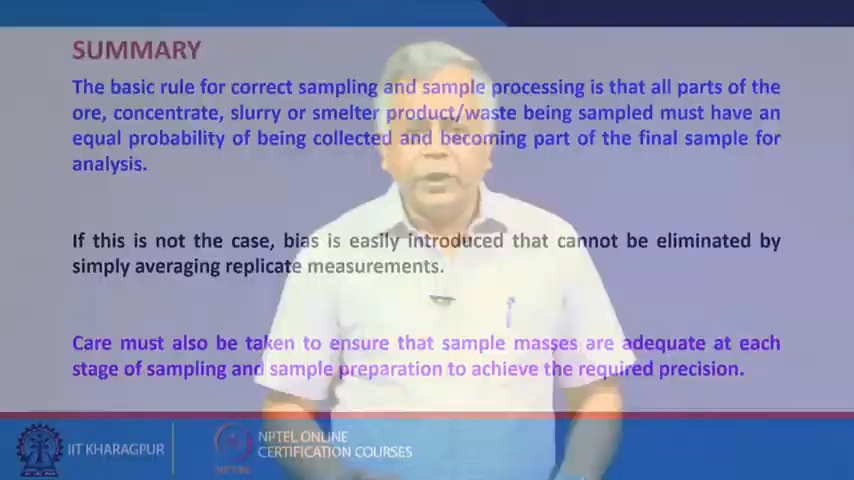 SUMMARY
The basic rule for correct sampling and sample processing is that all parts of the
ore, concentrate, slurry or smelter product/waste being sampled must have an
equal probability of being collected and becoming part of the final sample for
analysis.
If this is not the case, bias is easily introduced that cannot be eliminated by
simply averaging replicate measurements.
Care must also be taken to ensure that sample masses are adequate at each
stage of sampling and sample preparation to achieve the required precision.
IIT KHARAGPUR
NPTEL ONLINE
CERTIFICATION COURSES